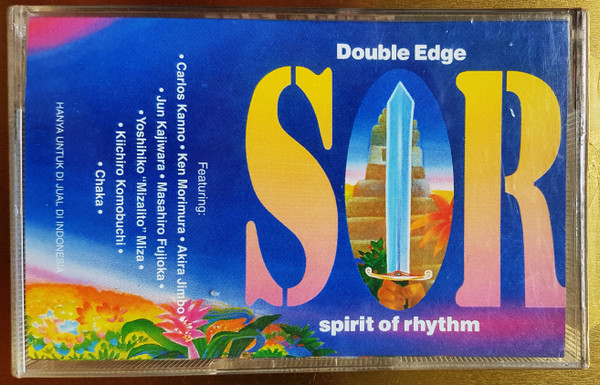 Double Edge
SOR
spirit of rhythm
Featuring:
• Carlos Kanno • Ken Morimura • Akira Jimbo •
• Jun Kajiwara • Masahiro Fujioka •
• Yoshihiko "Mizalito" Miza •
• Kiichiro Komobuchi •
• Chaka •
HANYA UNTUK DI JUAL DI INDONESIA